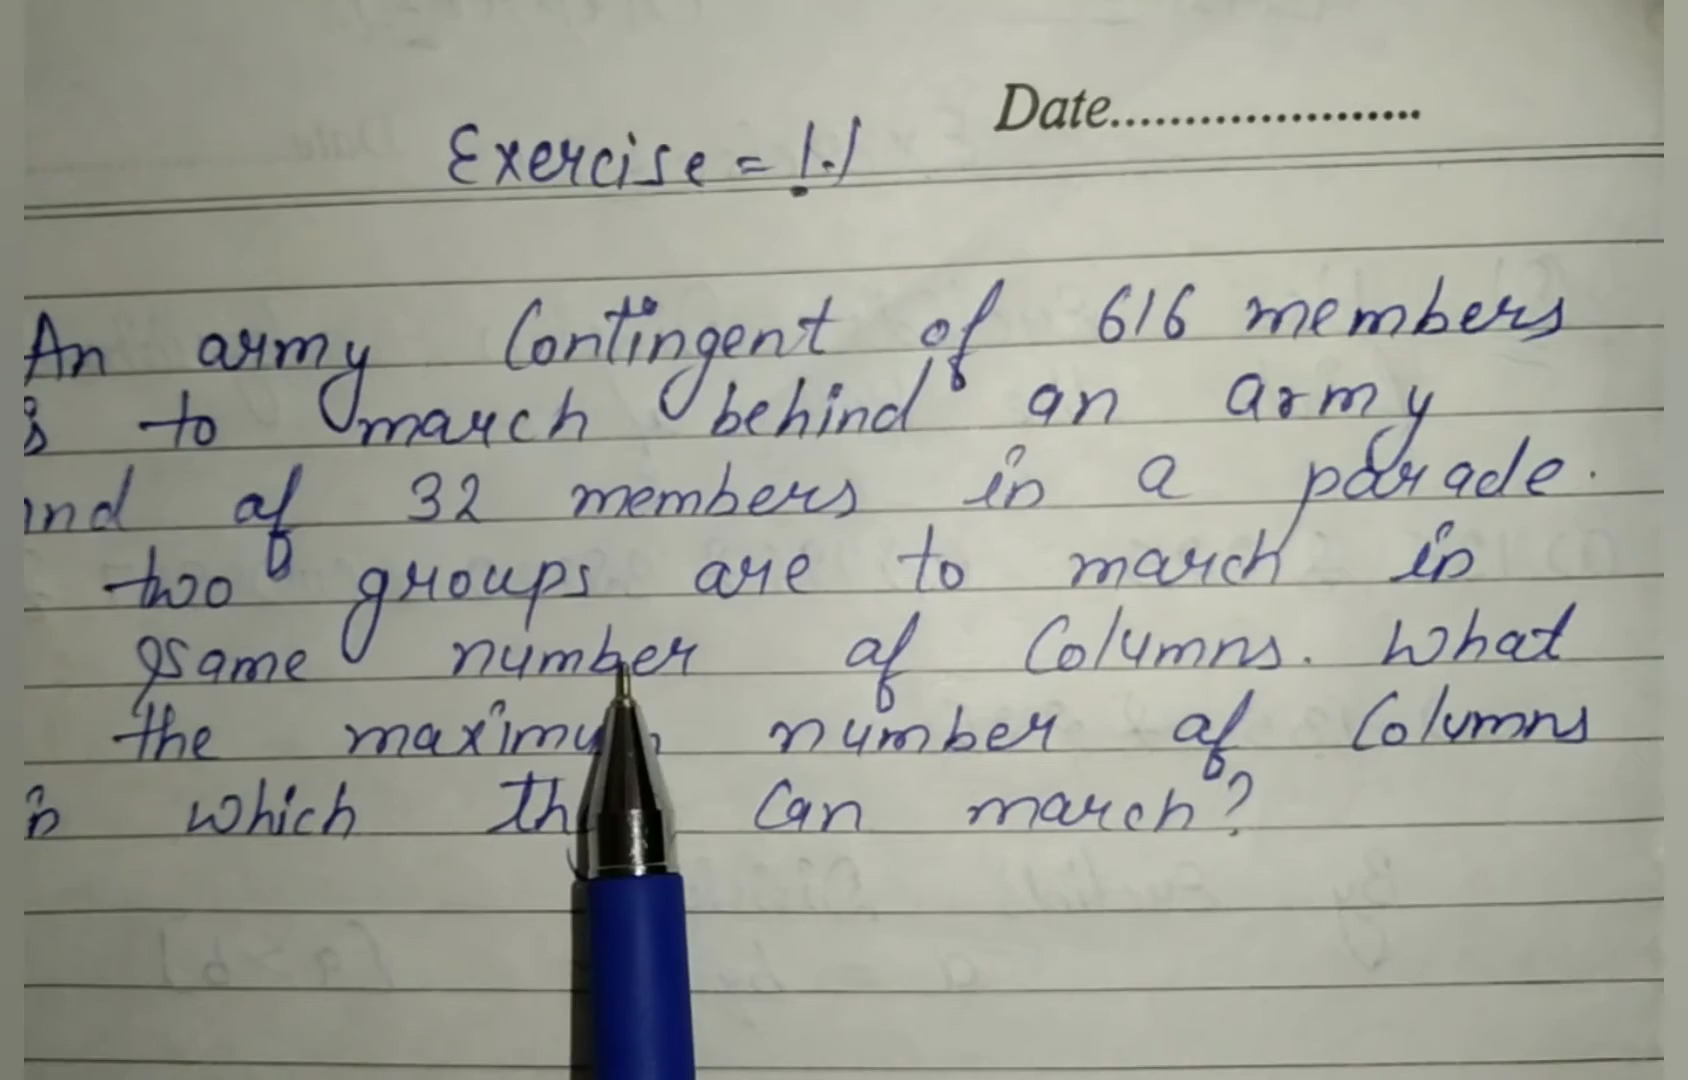 Date......................
Exercise = 1.1
An army Contingent of 616 members
is to march behind an army
and of 32 members in a parade.
two groups are to march in
same number of Columns. What
the maximum number of Columns
in which can march?